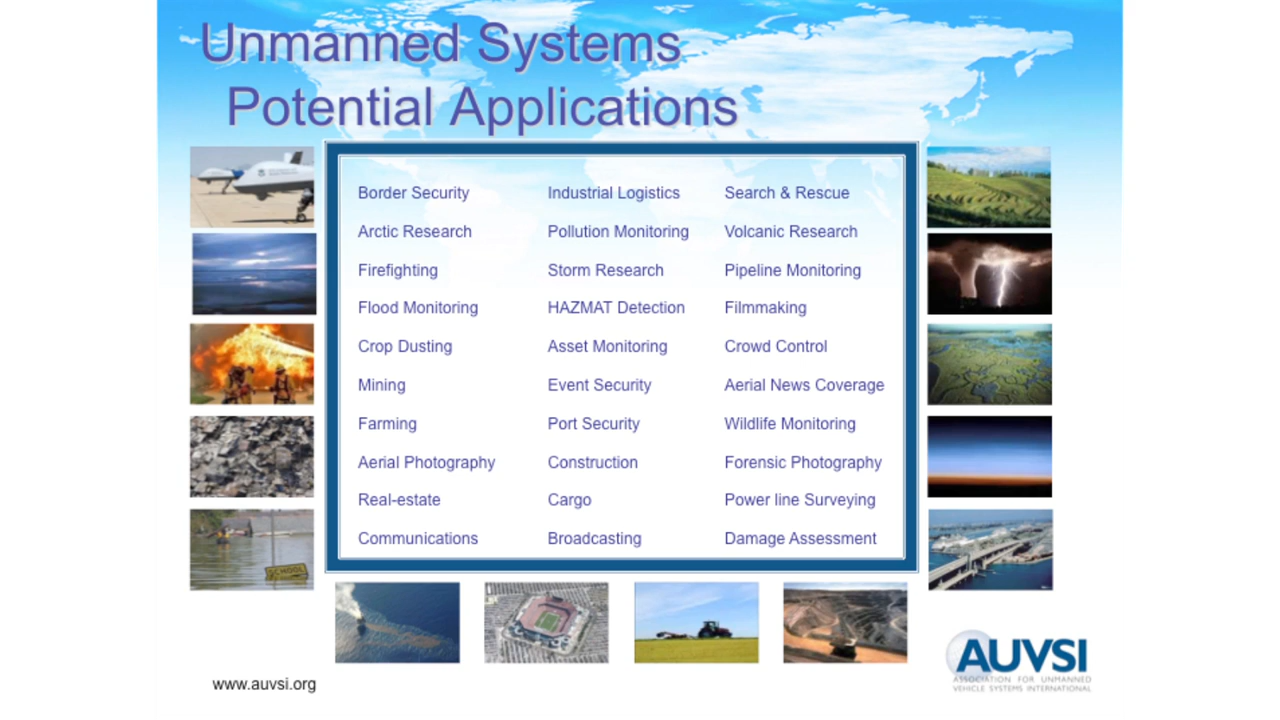 Unmanned Systems
Potential Applications
Border Security
Industrial Logistics
Search & Rescue
Arctic Research
Pollution Monitoring
Volcanic Research
Firefighting
Storm Research
Pipeline Monitoring
Flood Monitoring
HAZMAT Detection
Filmmaking
Crop Dusting
Asset Monitoring
Crowd Control
Mining
Event Security
Aerial News Coverage
Farming
Port Security
Wildlife Monitoring
Aerial Photography
Construction
Forensic Photography
Real-estate
Cargo
Power line Surveying
Communications
Broadcasting
Damage Assessment
SCHOOL
www.auvsi.org
AUVSI
ASSOCIATION FOR UNMANNED
VEHICLE SYSTEMS INTERNATIONAL